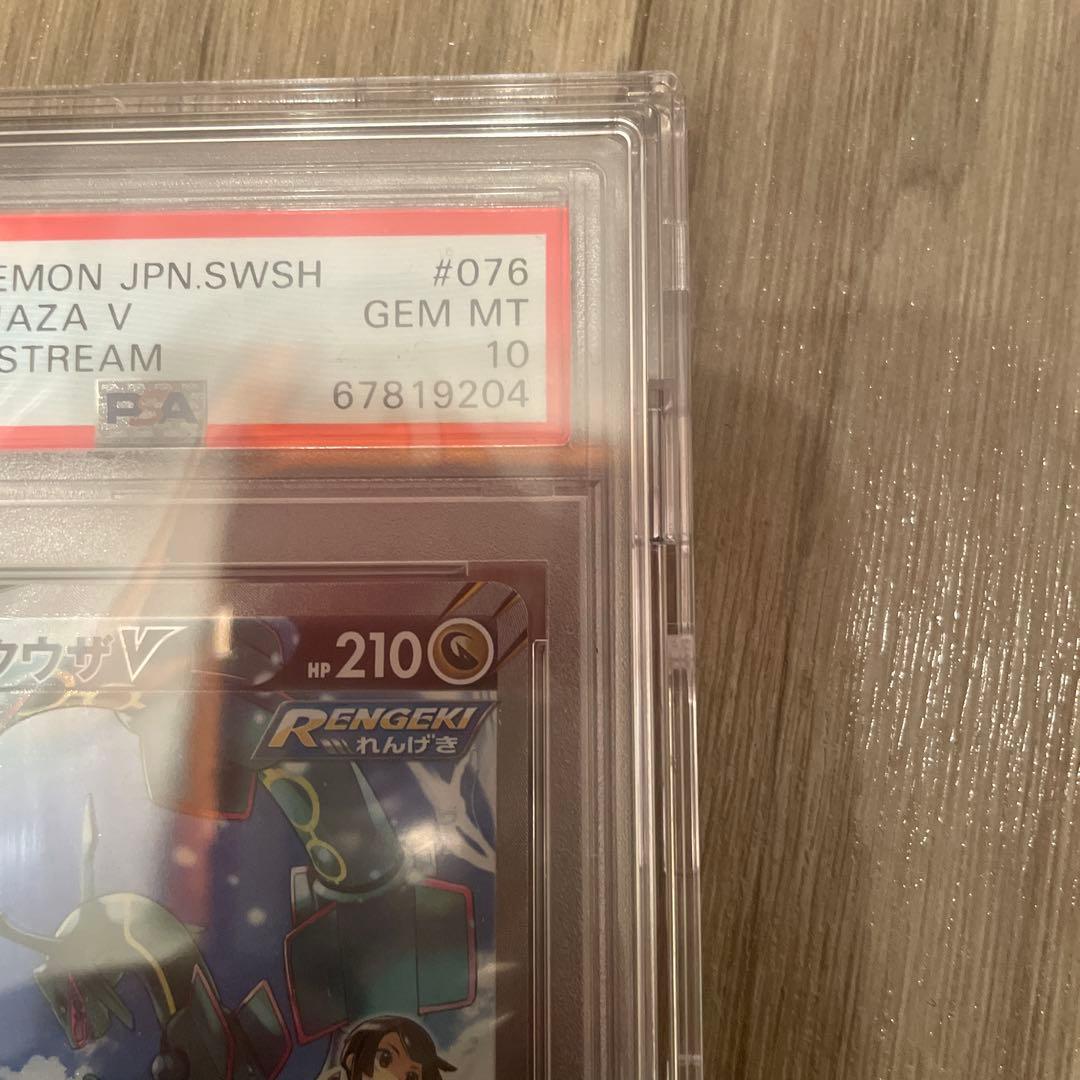 EMON JPN.SWSH #076
AZA V GEM MT
STREAM 10
PSA 67819204
クウザV HP 210
RENGEKI
れんげき